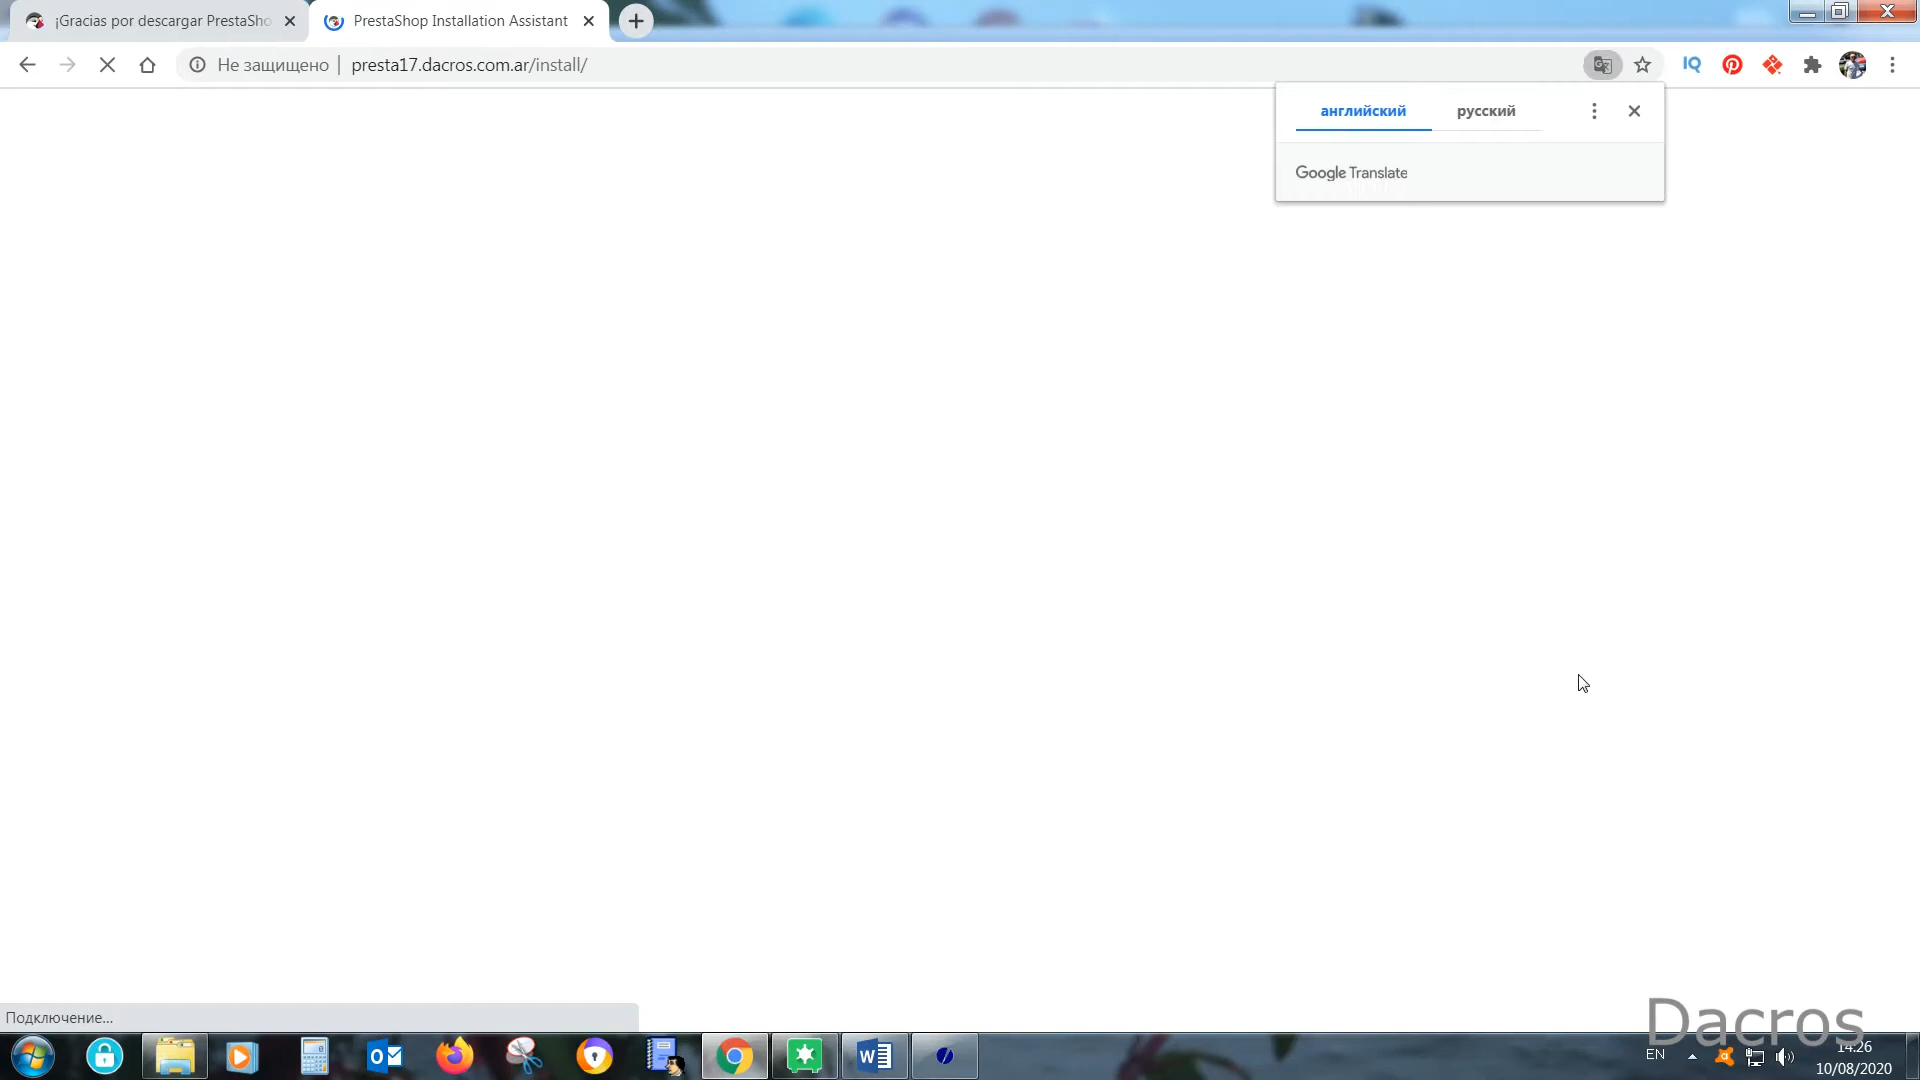 ¡Gracias por descargar PrestaSho
PrestaShop Installation Assistant
Не защищено
presta17.dacros.com.ar/install/
IQ
английский
русский
Google Translate
Подключение...
Dacros
EN
14:26
10/08/2020